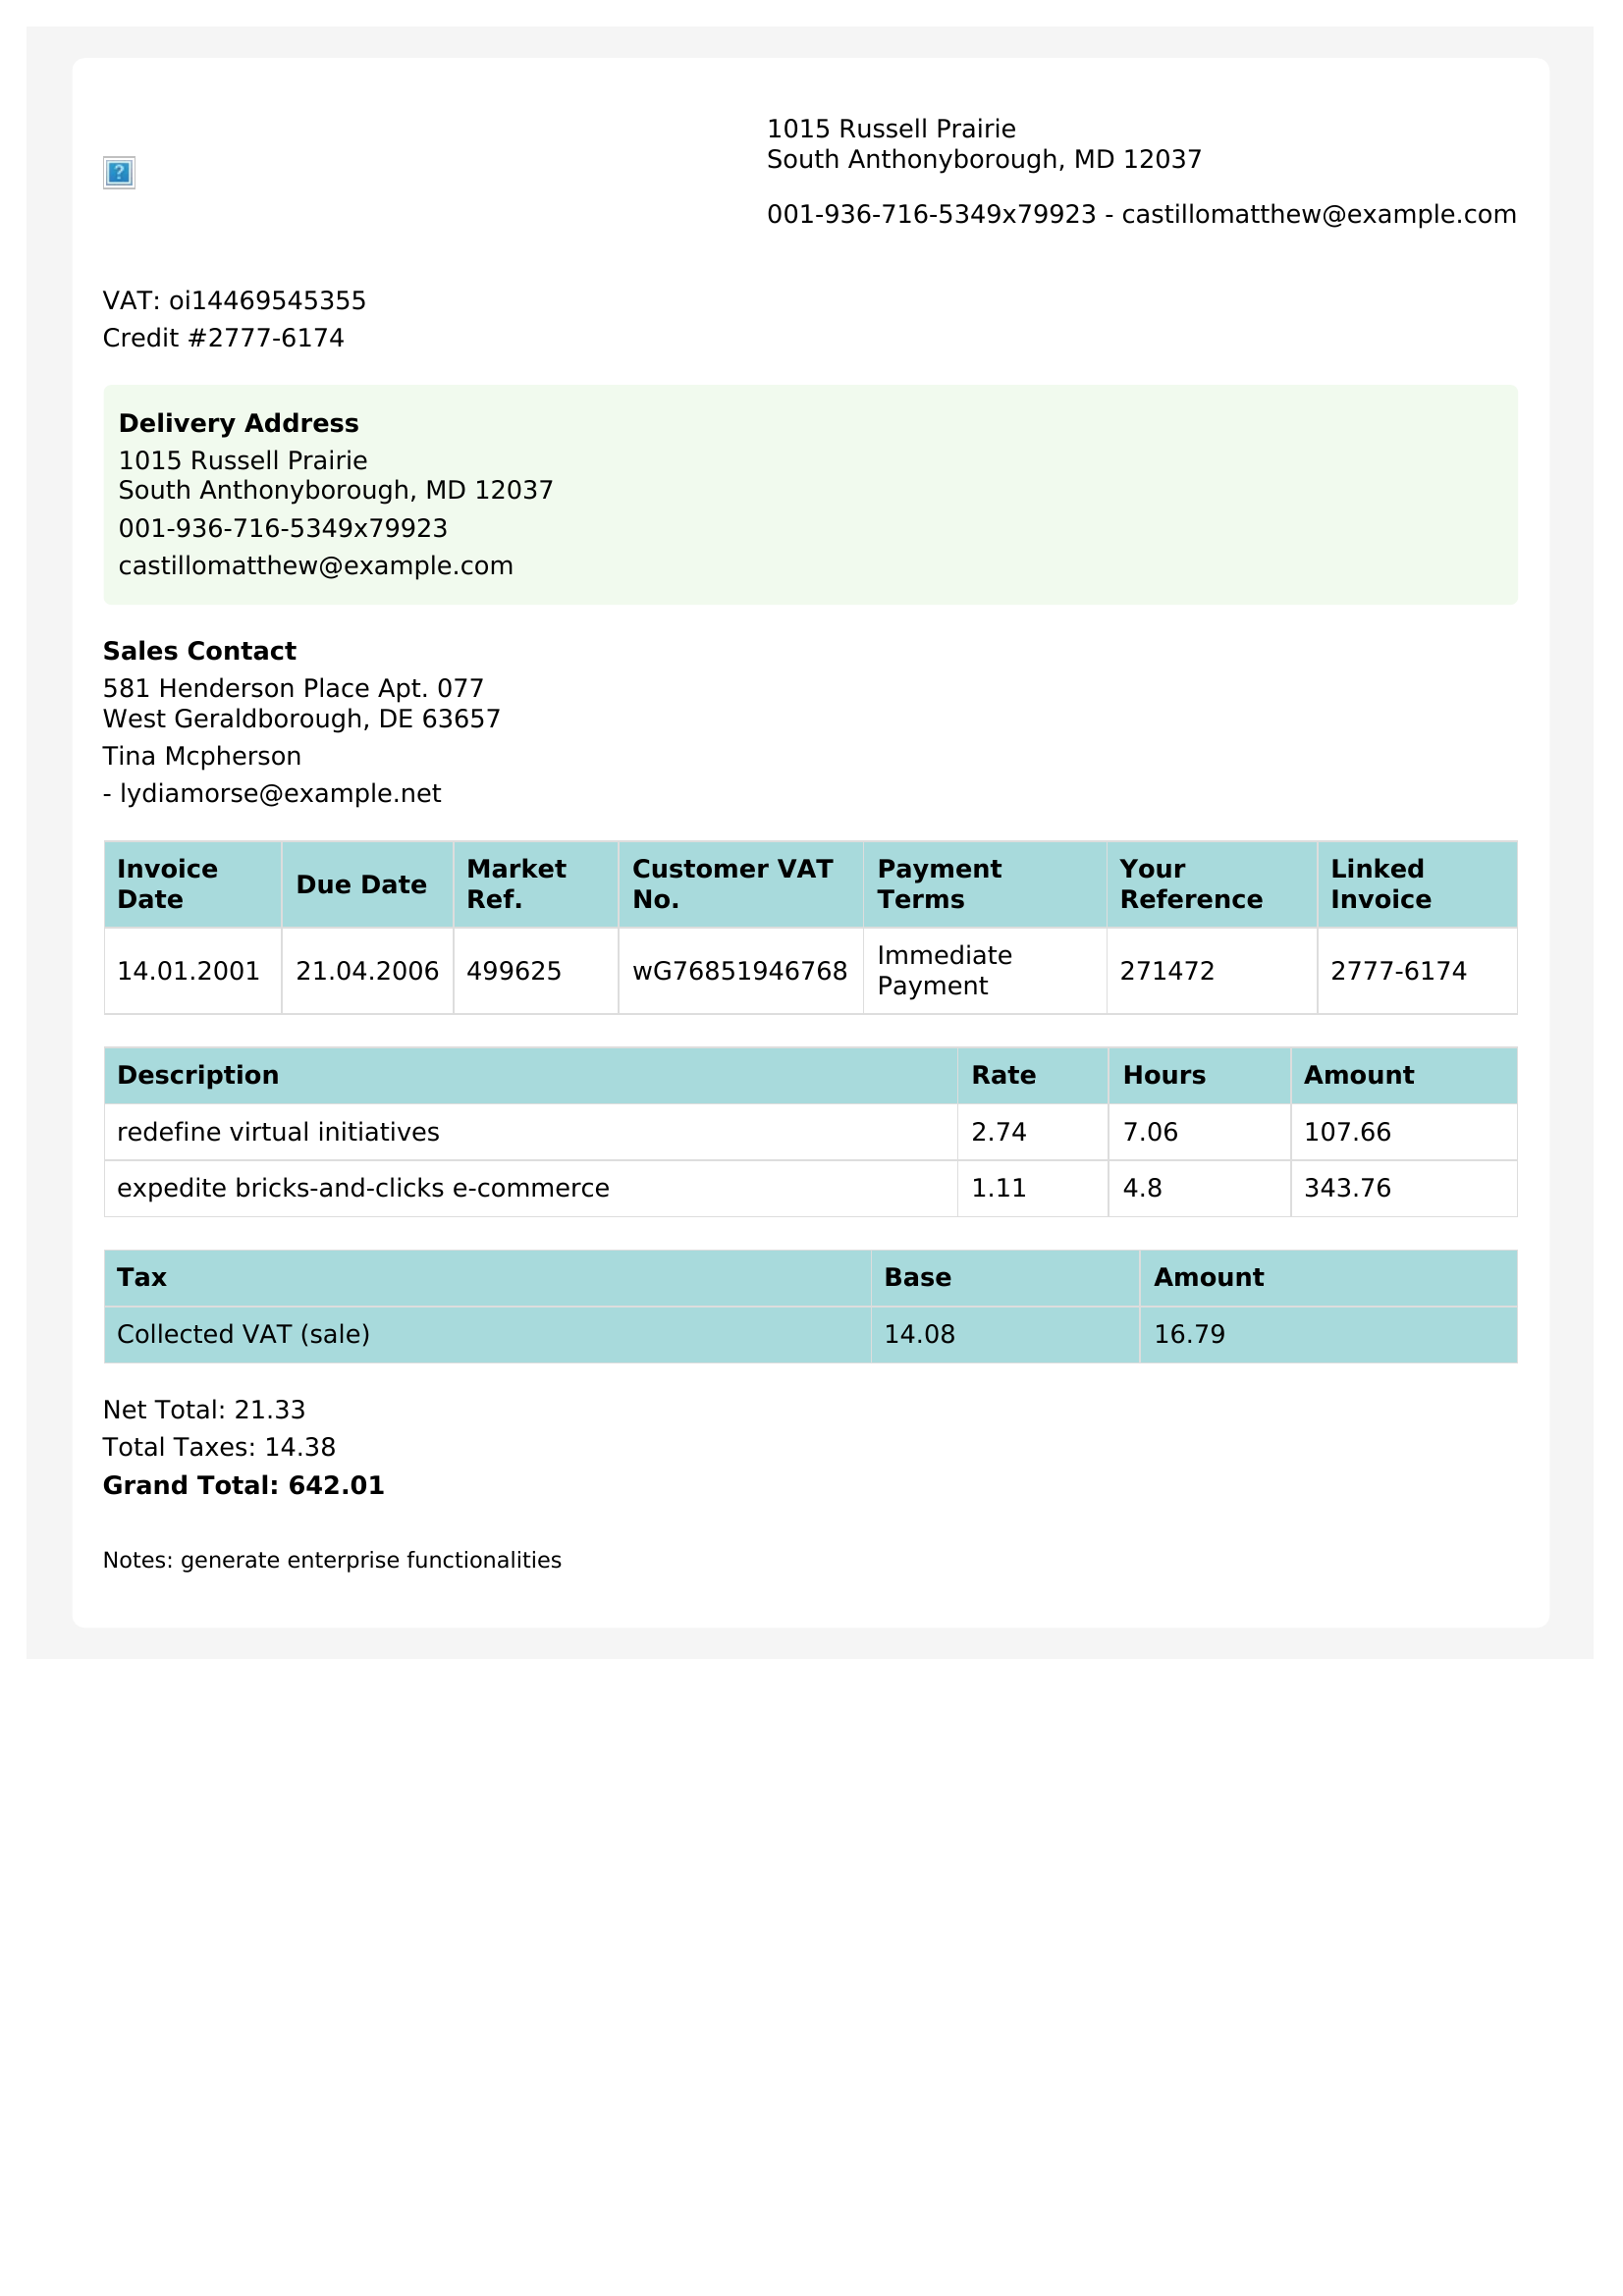 1015 Russell Prairie
South Anthonyborough, MD 12037
001-936-716-5349x79923 - castillomatthew@example.com
VAT: oi14469545355
Credit #2777-6174
Delivery Address
1015 Russell Prairie
South Anthonyborough, MD 12037
001-936-716-5349x79923
castillomatthew@example.com
Sales Contact
581 Henderson Place Apt. 077
West Geraldborough, DE 63657
Tina Mcpherson
- lydiamorse@example.net
Invoice Date Due Date Market Ref. Customer VAT No. Payment Terms Your Reference Linked Invoice
14.01.2001 21.04.2006 499625 wG76851946768 Immediate Payment 271472 2777-6174
Description Rate Hours Amount
redefine virtual initiatives 2.74 7.06 107.66
expedite bricks-and-clicks e-commerce 1.11 4.8 343.76
Tax Base Amount
Collected VAT (sale) 14.08 16.79
Net Total: 21.33
Total Taxes: 14.38
Grand Total: 642.01
Notes: generate enterprise functionalities